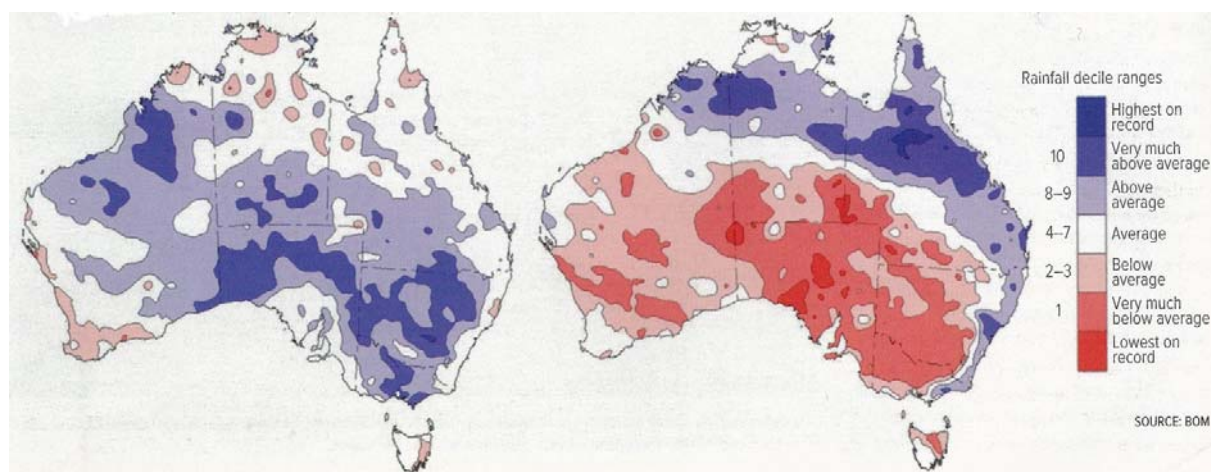 Rainfall decile ranges
Highest on
record
10
Very much
above average
8–9
Above
average
4–7
Average
2–3
Below
average
1
Very much
below average
Lowest on
record
SOURCE: BOM